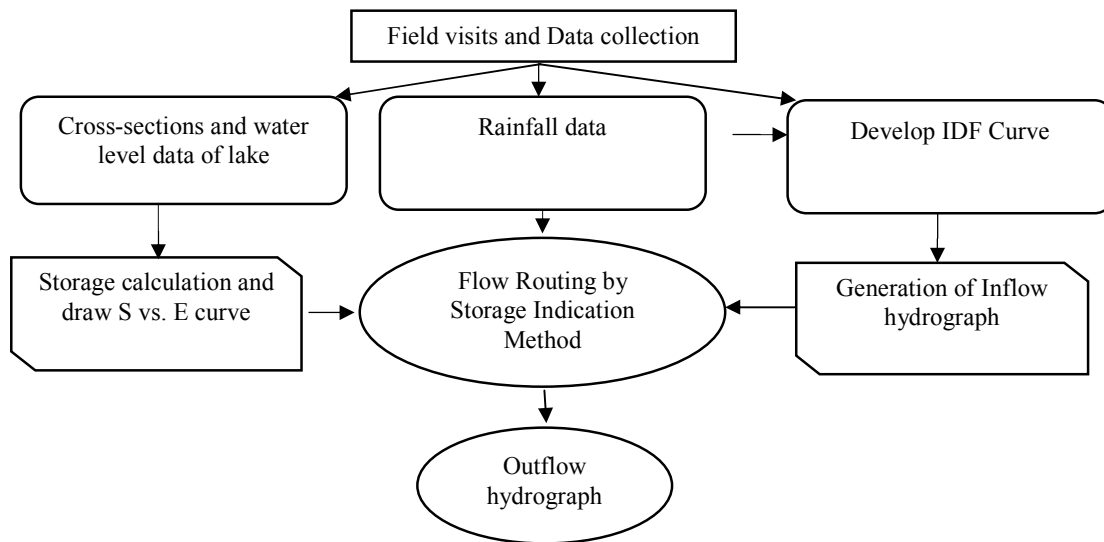 Field visits and Data collection
Cross-sections and water
level data of lake
Rainfall data
Develop IDF Curve
Storage calculation and
draw S vs. E curve
Flow Routing by
Storage Indication
Method
Generation of Inflow
hydrograph
Outflow
hydrograph